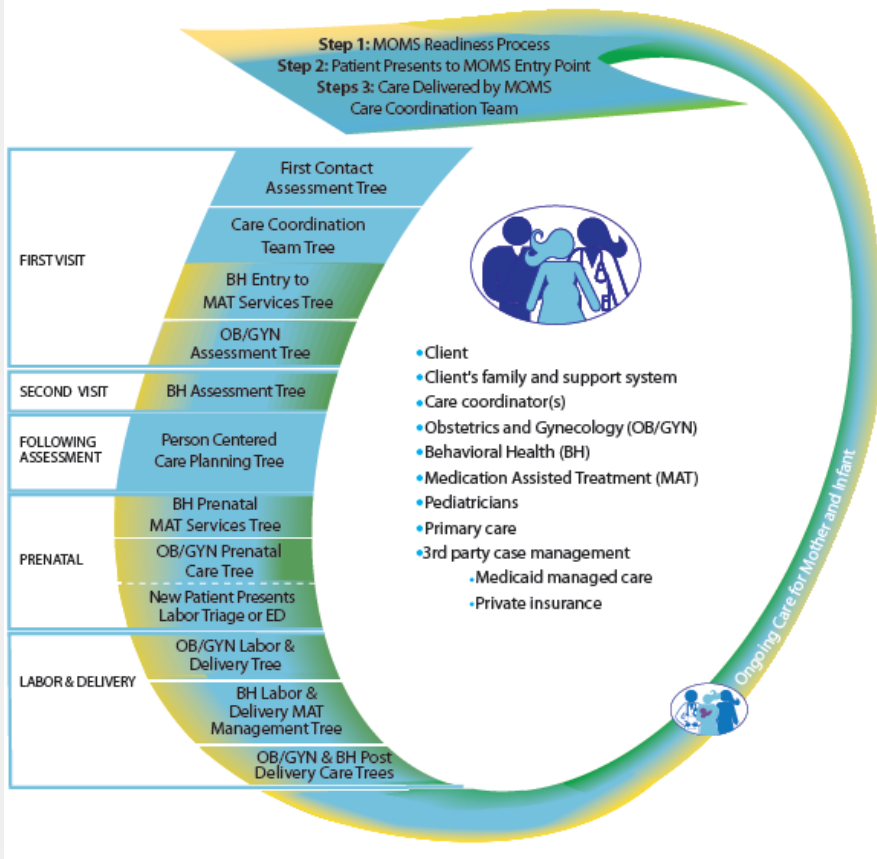 Step 1: MOMS Readiness Process
Step 2: Patient Presents to MOMS Entry Point
Steps 3: Care Delivered by MOMS
Care Coordination Team
FIRST VISIT
First Contact
Assessment Tree
Care Coordination
Team Tree
BH Entry to
MAT Services Tree
OB/GYN
Assessment Tree
SECOND VISIT
BH Assessment Tree
FOLLOWING
ASSESSMENT
Person Centered
Care Planning Tree
PRENATAL
BH Prenatal
MAT Services Tree
OB/GYN Prenatal
Care Tree
New Patient Presents
Labor Triage or ED
LABOR & DELIVERY
OB/GYN Labor &
Delivery Tree
BH Labor &
Delivery MAT
Management Tree
OB/GYN & BH Post
Delivery Care Trees
•Client
•Client's family and support system
•Care coordinator(s)
•Obstetrics and Gynecology (OB/GYN)
•Behavioral Health (BH)
•Medication Assisted Treatment (MAT)
•Pediatricians
•Primary care
•3rd party case management
•Medicaid managed care
•Private insurance
Ongoing Care for Mother and Infant